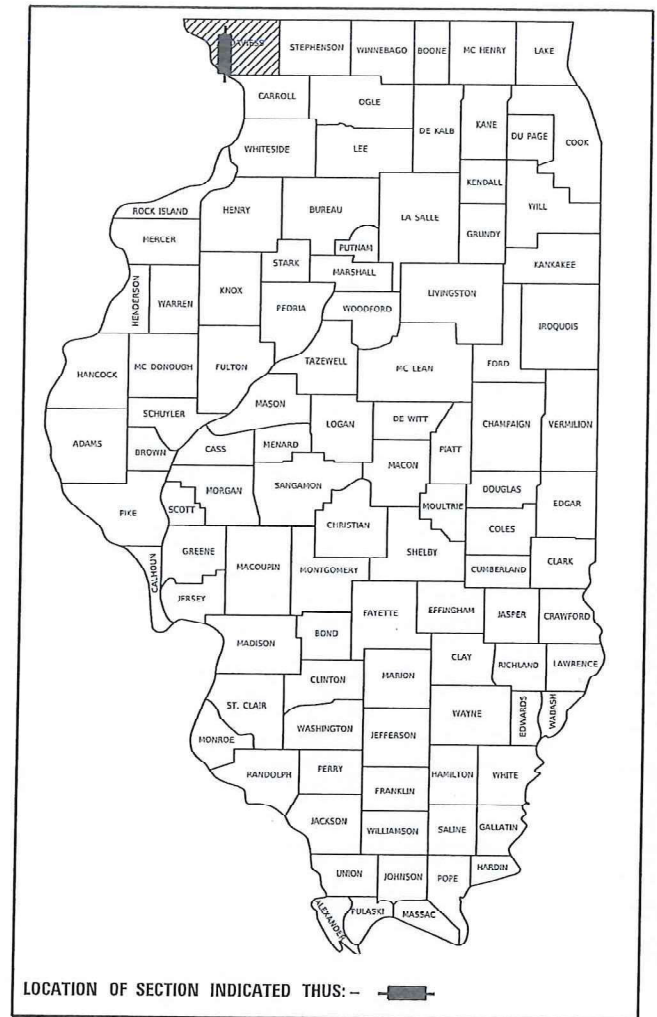 STEPHENSON WINNEBAGO BOONE MC HENRY LAKE
CARROLL OGLE DE KALB KANE DU PAGE COOK
WHITESIDE LEE KENDALL WILL
ROCK ISLAND HENRY BUREAU LA SALLE GRUNDY
MERCER PUTNAM KANKAKEE
HENDERSON WARREN KNOX STARK MARSHALL LIVINGSTON IROQUOIS
PEORIA WOODFORD
HANCOCK MC DONOUGH FULTON TAZEWELL MC LEAN FORD
SCHUYLER MASON LOGAN DE WITT CHAMPAIGN VERMILION
ADAMS BROWN CASS MENARD MACON PIATT
PIKE SCOTT MORGAN SANGAMON CHRISTIAN MOULTRIE DOUGLAS EDGAR
COLES
CALHOUN GREENE MACOUPIN MONTGOMERY SHELBY CUMBERLAND CLARK
JERSEY FAYETTE EFFINGHAM JASPER CRAWFORD
MADISON BOND CLAY RICHLAND LAWRENCE
CLINTON MARION
ST. CLAIR WASHINGTON JEFFERSON WAYNE EDWARDS WABASH
MONROE
RANDOLPH PERRY FRANKLIN HAMILTON WHITE
JACKSON WILLIAMSON SALINE GALLATIN
UNION JOHNSON POPE HARDIN
ALEXANDER PULASKI MASSAC
LOCATION OF SECTION INDICATED THUS: –